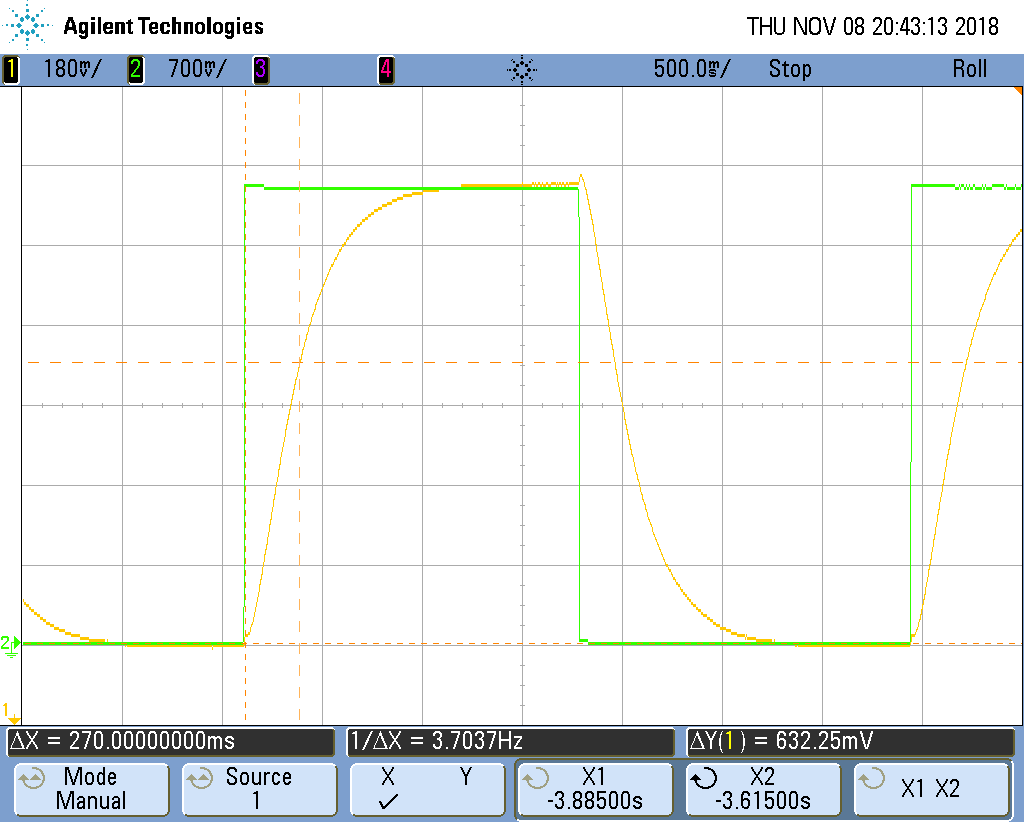 Agilent Technologies THU NOV 08 20:43:13 2018
1 180mV/ 2 700mV/ 3 4 500.0ms/ Stop Roll
2
1
ΔX = 270.00000000ms 1/ΔX = 3.7037Hz ΔY(1) = 632.25mV
Mode Source X Y X1 X2 X1 X2
Manual 1 -3.88500s -3.61500s